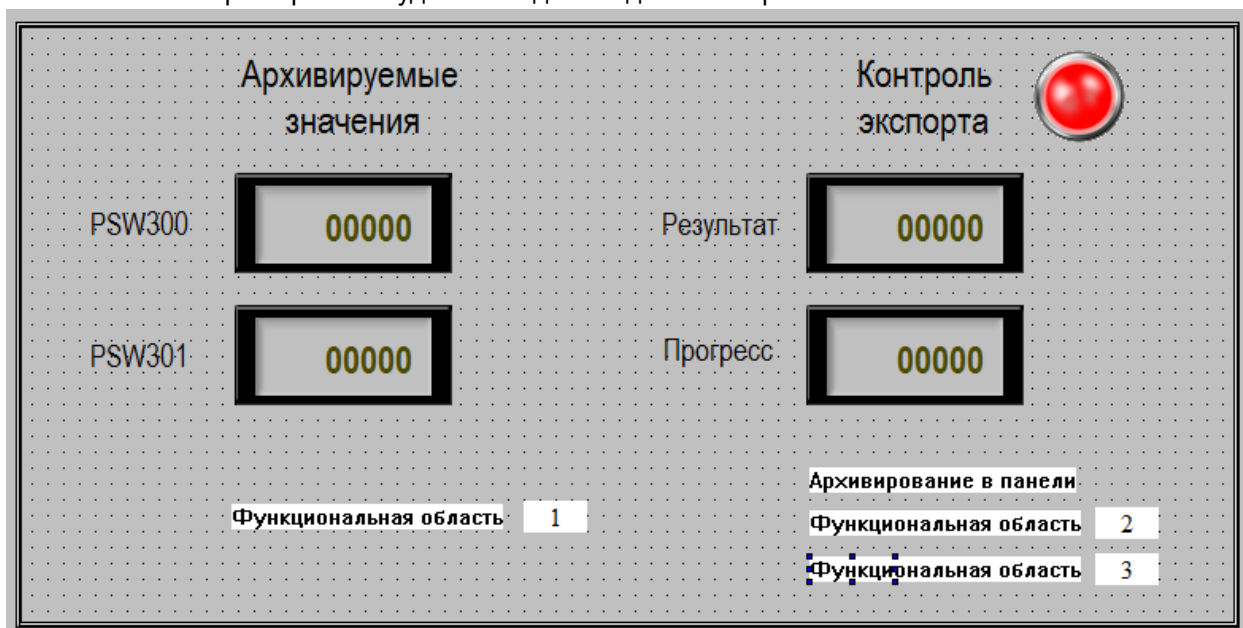 Архивируемые
значения
Контроль
экспорта
PSW300
00000
Результат
00000
PSW301
00000
Прогресс
00000
Архивирование в панели
Функциональная область 1
Функциональная область 2
Функциональная область 3